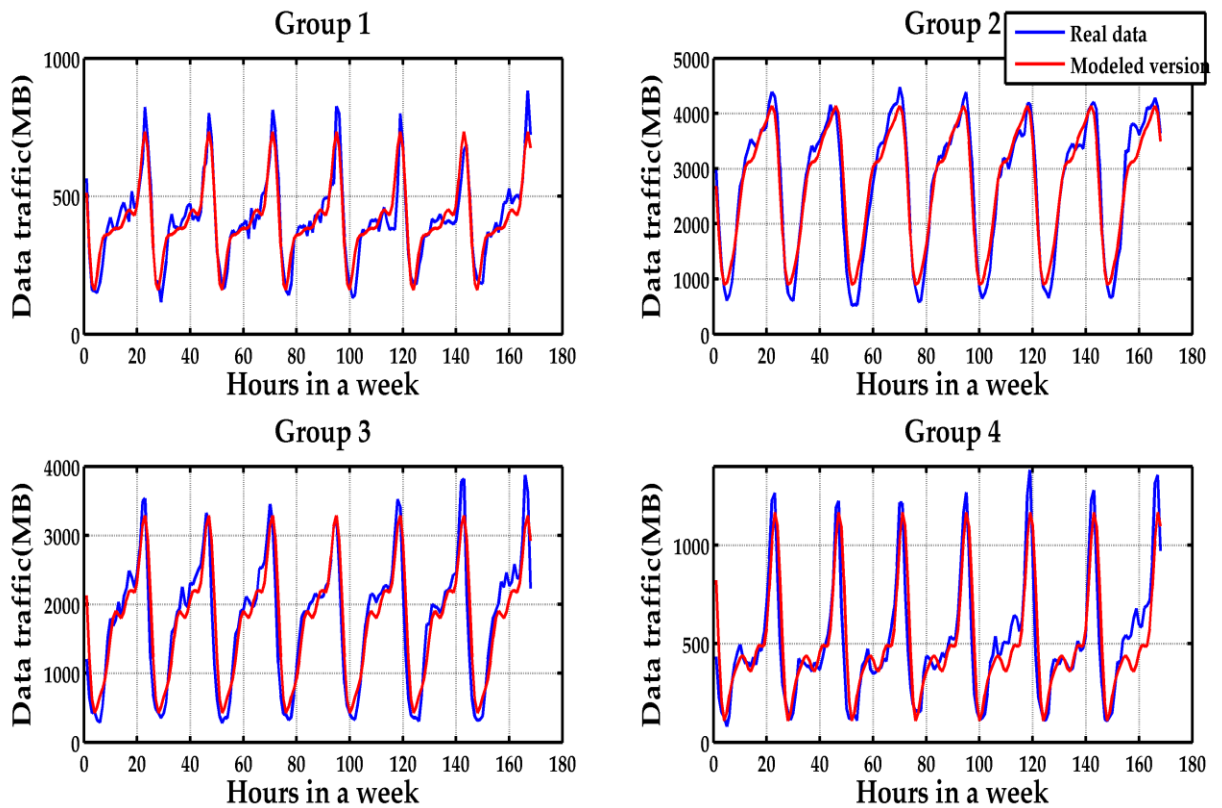 Group 1
Data traffic(MB)
1000
500
0
0 20 40 60 80 100 120 140 160 180
Hours in a week
Group 2
Real data
Modeled version
Data traffic(MB)
5000
4000
3000
2000
1000
0
0 20 40 60 80 100 120 140 160 180
Hours in a week
Group 3
Data traffic(MB)
4000
3000
2000
1000
0
0 20 40 60 80 100 120 140 160 180
Hours in a week
Group 4
Data traffic(MB)
1000
500
0
0 20 40 60 80 100 120 140 160 180
Hours in a week